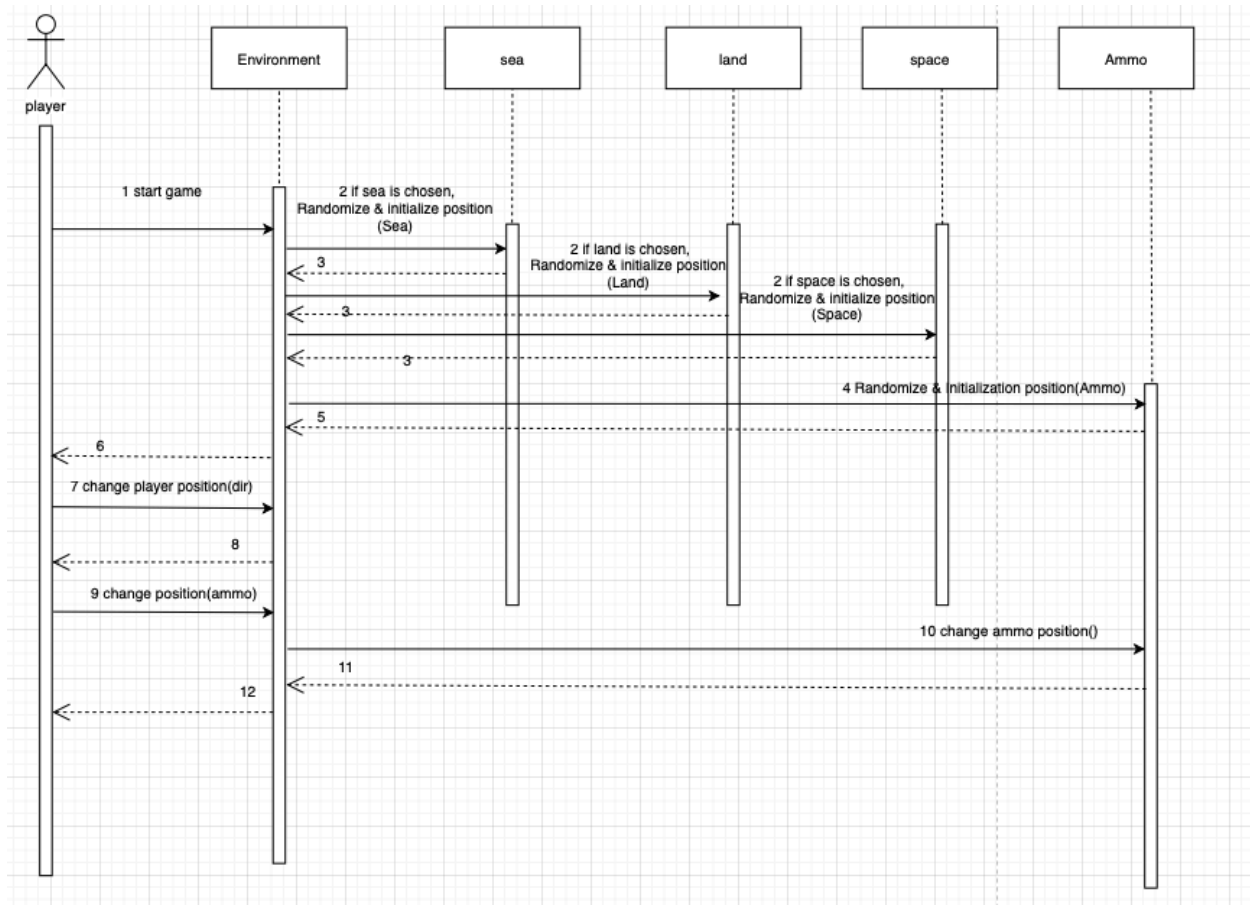 player
Environment
sea
land
space
Ammo
1 start game
2 if sea is chosen,
Randomize & initialize position
(Sea)
3
2 if land is chosen,
Randomize & initialize position
(Land)
3
2 if space is chosen,
Randomize & initialize position
(Space)
3
4 Randomize & Initialization position(Ammo)
5
6
7 change player position(dir)
8
9 change position(ammo)
10 change ammo position()
11
12